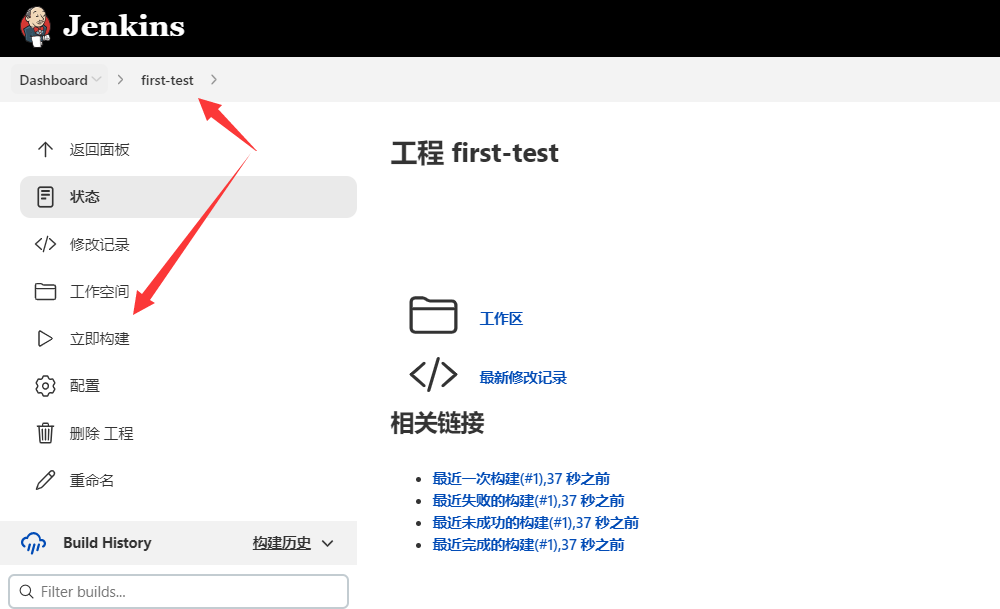 Jenkins
Dashboard
first-test
返回面板
状态
修改记录
工作空间
立即构建
配置
删除 工程
重命名
Build History
构建历史
Filter builds...
工程 first-test
工作区
最新修改记录
相关链接
最近一次构建(#1),37 秒之前
最近失败的构建(#1),37 秒之前
最近未成功的构建(#1),37 秒之前
最近完成的构建(#1),37 秒之前